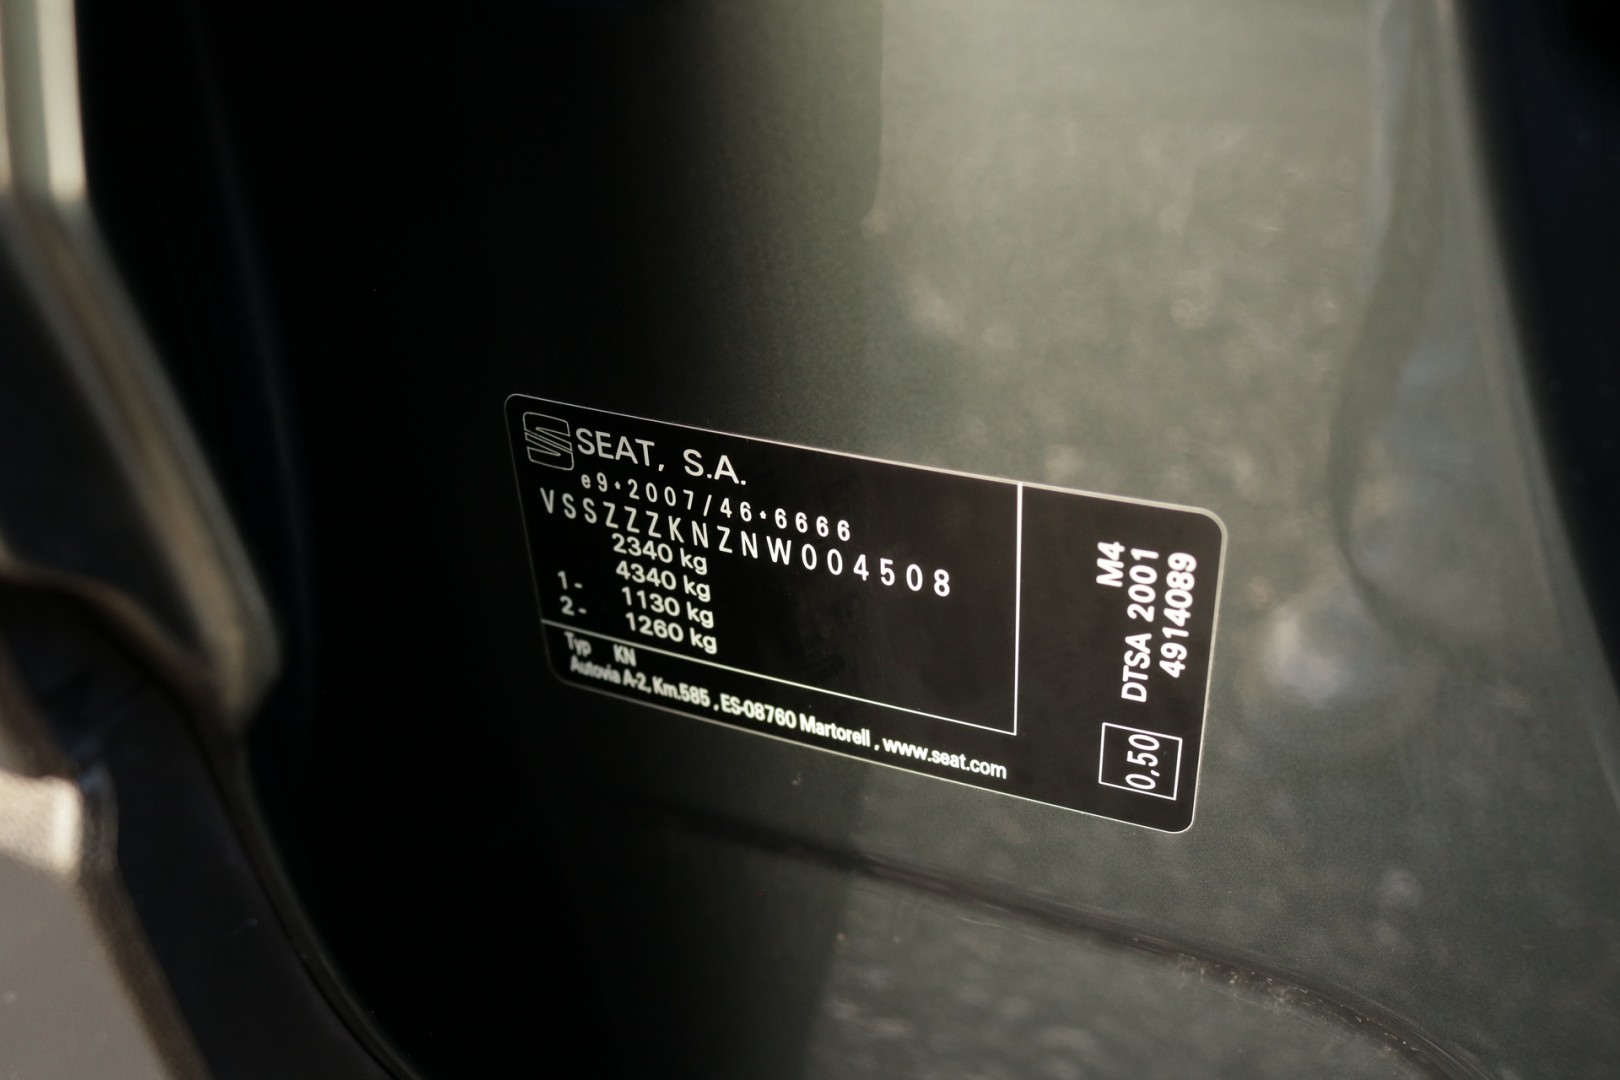 SEAT, S.A.
e9*2007/46*6666
VSSZZZKNZNW004508
2340 kg
4340 kg
1- 1130 kg
2- 1260 kg
Typ KN
Autovia A-2, Km.585 , ES-08760 Martorell , www.seat.com
M4
DTSA 2001
4914089
0,50